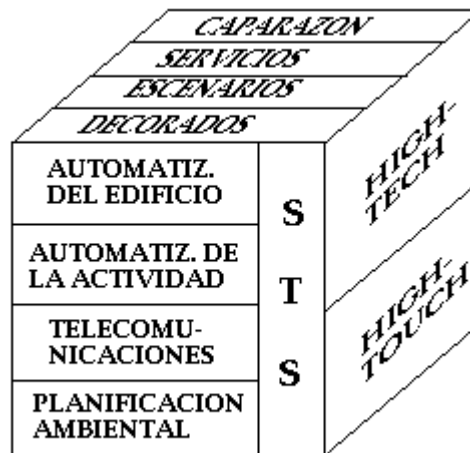 CAPARAZON
SERVICIOS
ESCENARIOS
DECORADOS
AUTOMATIZ.
DEL EDIFICIO
AUTOMATIZ. DE
LA ACTIVIDAD
TELECOMU-
NICACIONES
PLANIFICACION
AMBIENTAL
S
T
S
HIGH-
TECH
HIGH-
TOUCH